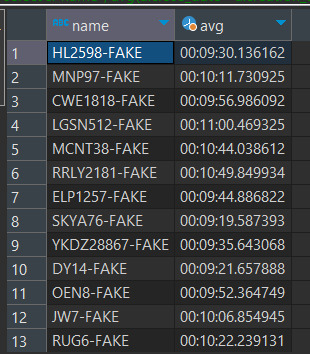 name avg
1 HL2598-FAKE 00:09:30.136162
2 MNP97-FAKE 00:10:11.730925
3 CWE1818-FAKE 00:09:56.986092
4 LGSN512-FAKE 00:11:00.469325
5 MCNT38-FAKE 00:10:44.038612
6 RRLY2181-FAKE 00:10:49.849934
7 ELP1257-FAKE 00:09:44.886822
8 SKYA76-FAKE 00:09:19.587393
9 YKDZ28867-FAKE 00:09:35.643068
10 DY14-FAKE 00:09:21.657888
11 OEN8-FAKE 00:09:52.364749
12 JW7-FAKE 00:10:06.854945
13 RUG6-FAKE 00:10:22.239131